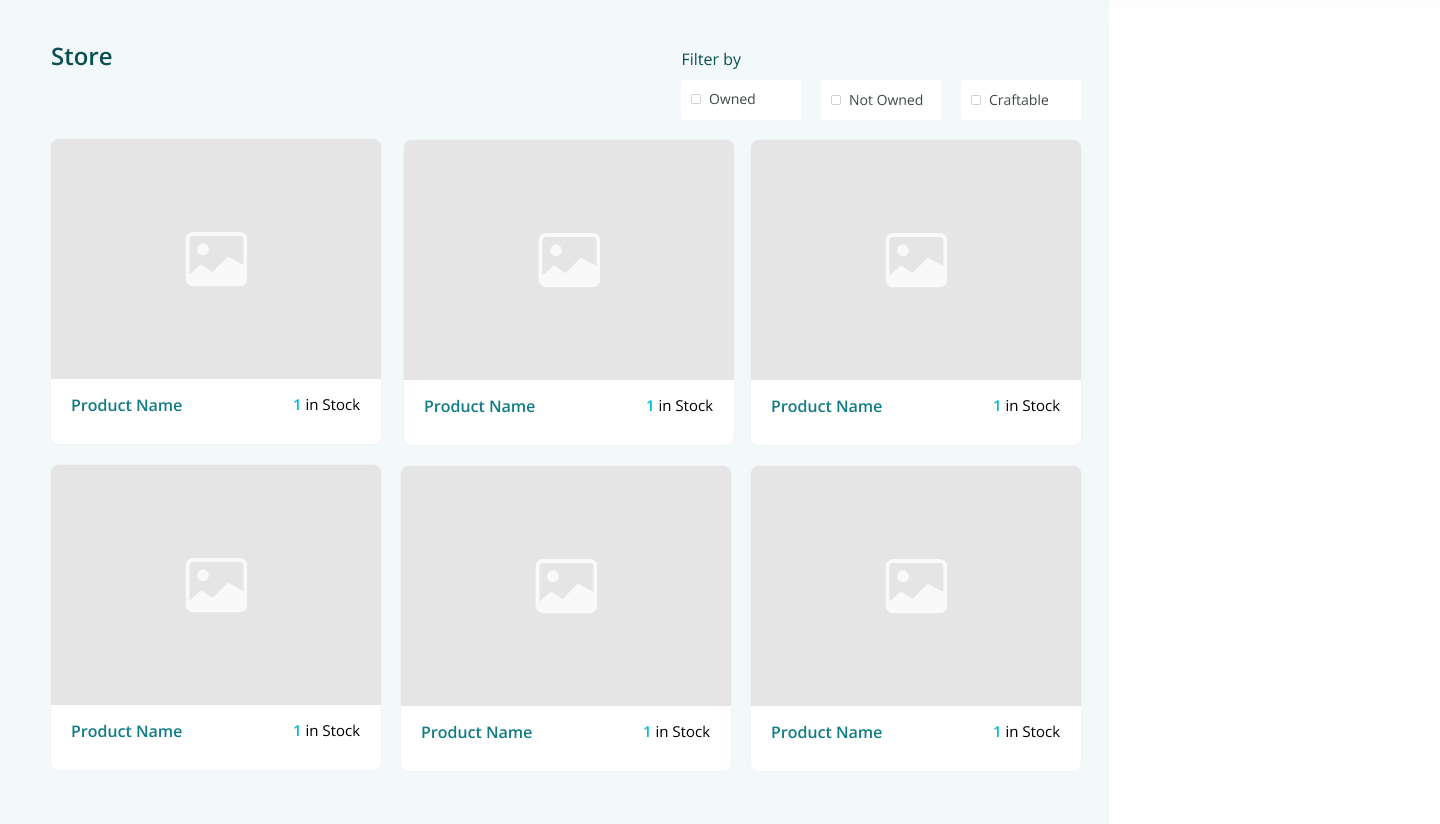 Store
Filter by
Owned
Not Owned
Craftable
Product Name
1 in Stock
Product Name
1 in Stock
Product Name
1 in Stock
Product Name
1 in Stock
Product Name
1 in Stock
Product Name
1 in Stock